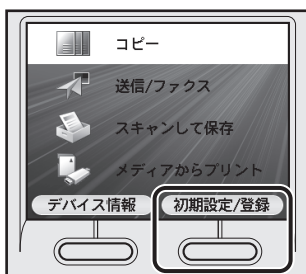 コピー
送信/ファクス
スキャンして保存
メディアからプリント
デバイス情報 初期設定/登録